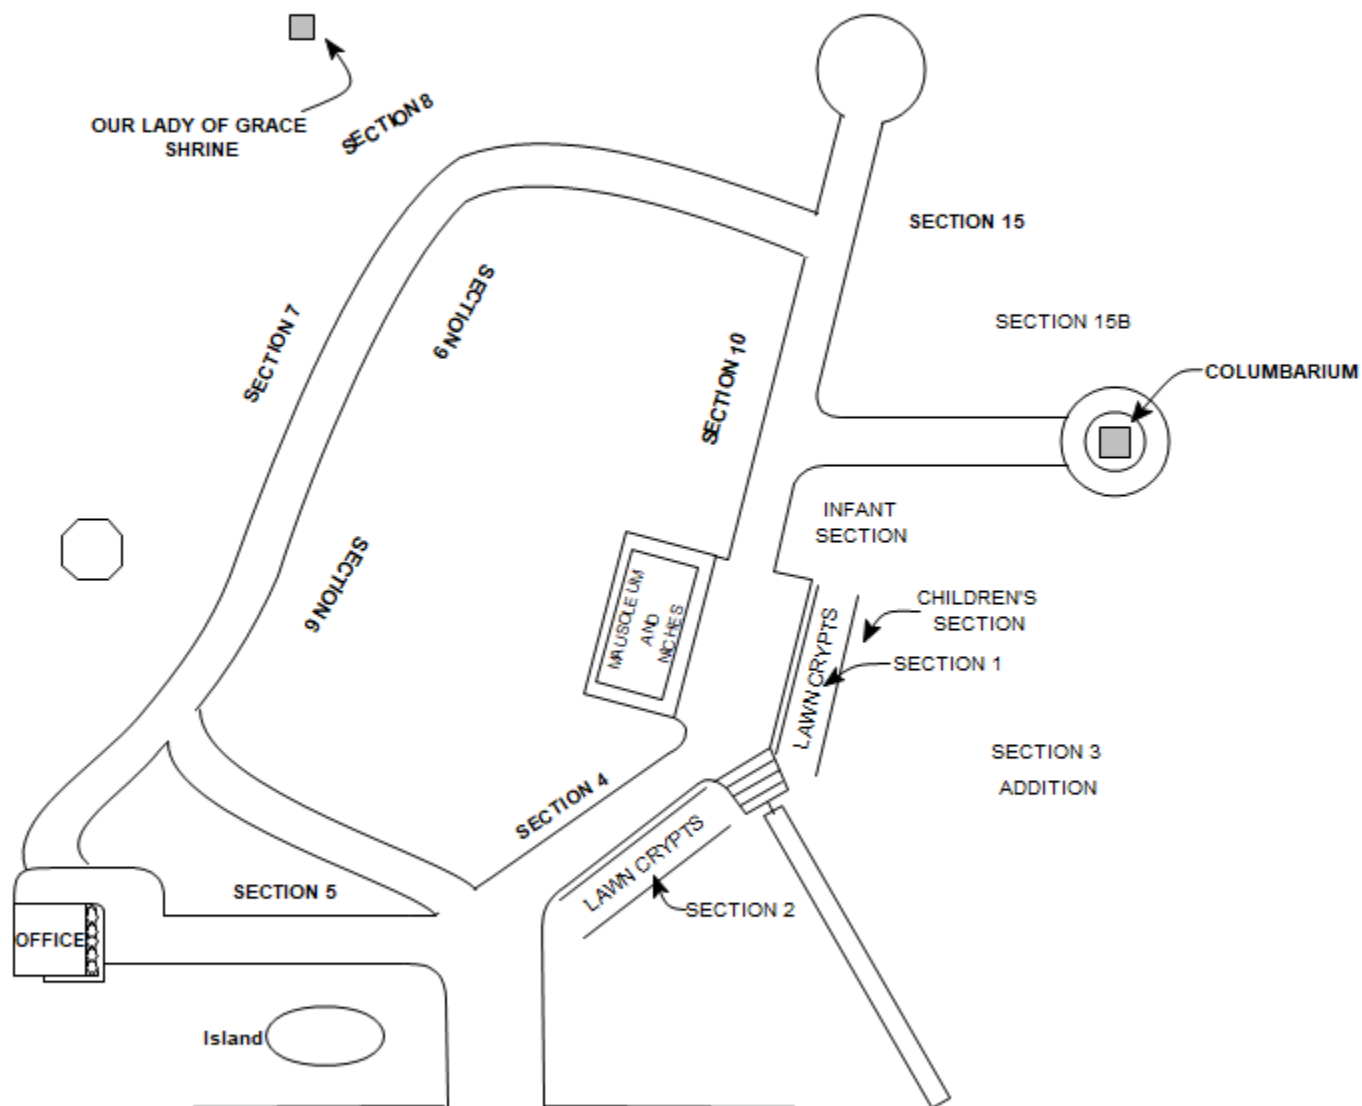 OUR LADY OF GRACE
SHRINE
SECTION 8
SECTION 15
SECTION 7
SECTION 9
SECTION 15B
SECTION 10
COLUMBARIUM
INFANT
SECTION
SECTION 6
MAUSOLEUM
AND
NICHES
CHILDREN'S
SECTION
LAWN CRYPTS
SECTION 1
SECTION 3
ADDITION
SECTION 4
LAWN CRYPTS
SECTION 5
SECTION 2
OFFICE
Island